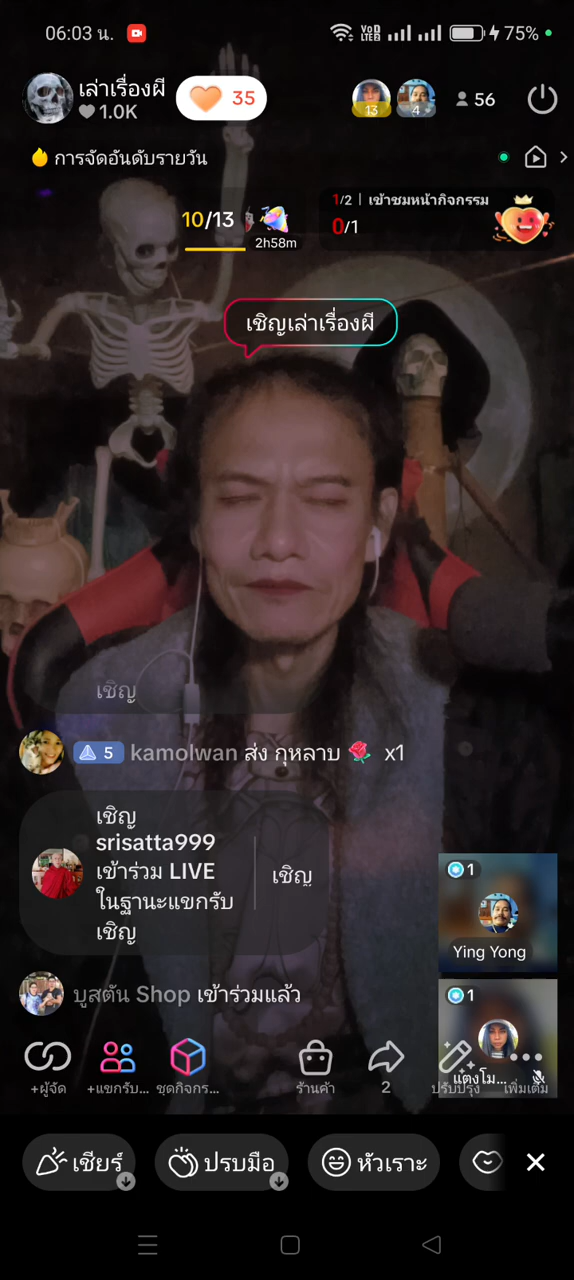 06:03 น.
VoD
LTEB
75%
เล่าเรื่องผี
1.0K
35
13
4
56
การจัดอันดับรายวัน
10/13
2h58m
1/2 | เข้าชมหน้ากิจกรรม
0/1
เชิญเล่าเรื่องผี
เชิญ
5 kamolwan ส่ง กุหลาบ x1
เชิญ
srisatta999
เข้าร่วม LIVE
ในฐานะแขกรับ
เชิญ
เชิญ
1
Ying Yong
บูสตัน Shop เข้าร่วมแล้ว
1
แตงโม...
+ผู้จัด
+แขกรับ...
ชุดกิจกร...
ร้านค้า
2
ปรับปรุง
เพิ่มเติม
เชียร์
ปรบมือ
หัวเราะ